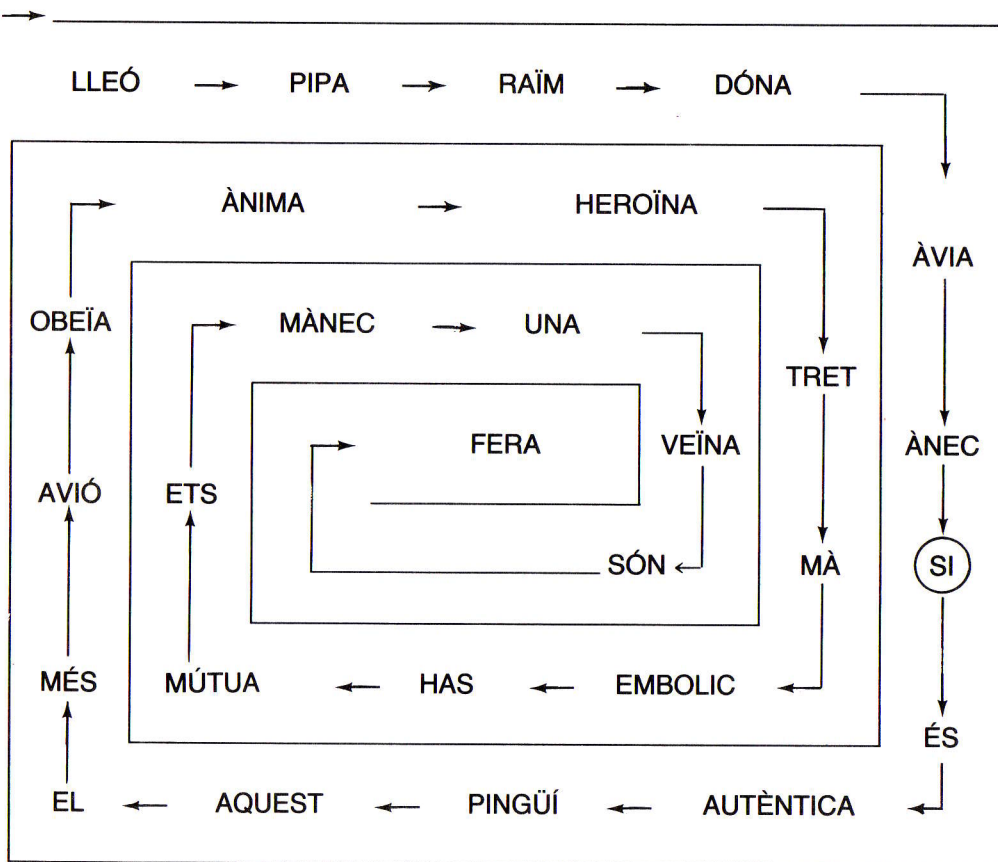 LLEÓ
PIPA
RAÏM
DÓNA
ÀVIA
ÀNEC
SI
ÉS
AUTÈNTICA
PINGÜÍ
AQUEST
EL
MÉS
AVIÓ
OBEÏA
ÀNIMA
HEROÏNA
TRET
MÀ
EMBOLIC
HAS
MÚTUA
ETS
MÀNEC
UNA
VEÏNA
SÓN
FERA